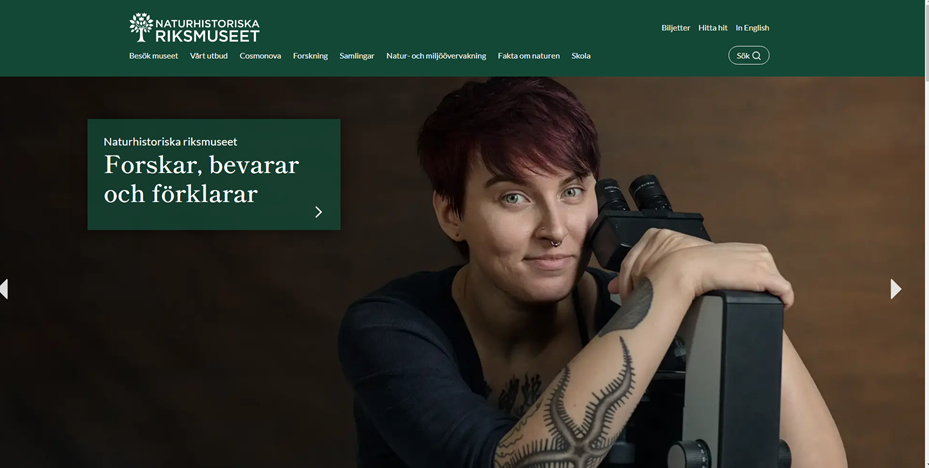 NATURHISTORISKA
RIKSMUSEET
Biljetter Hitta hit In English
Besök museet Vårt utbud Cosmonova Forskning Samlingar Natur- och miljöövervakning Fakta om naturen Skola
Sök
Naturhistoriska riksmuseet
Forskar, bevarar
och förklarar